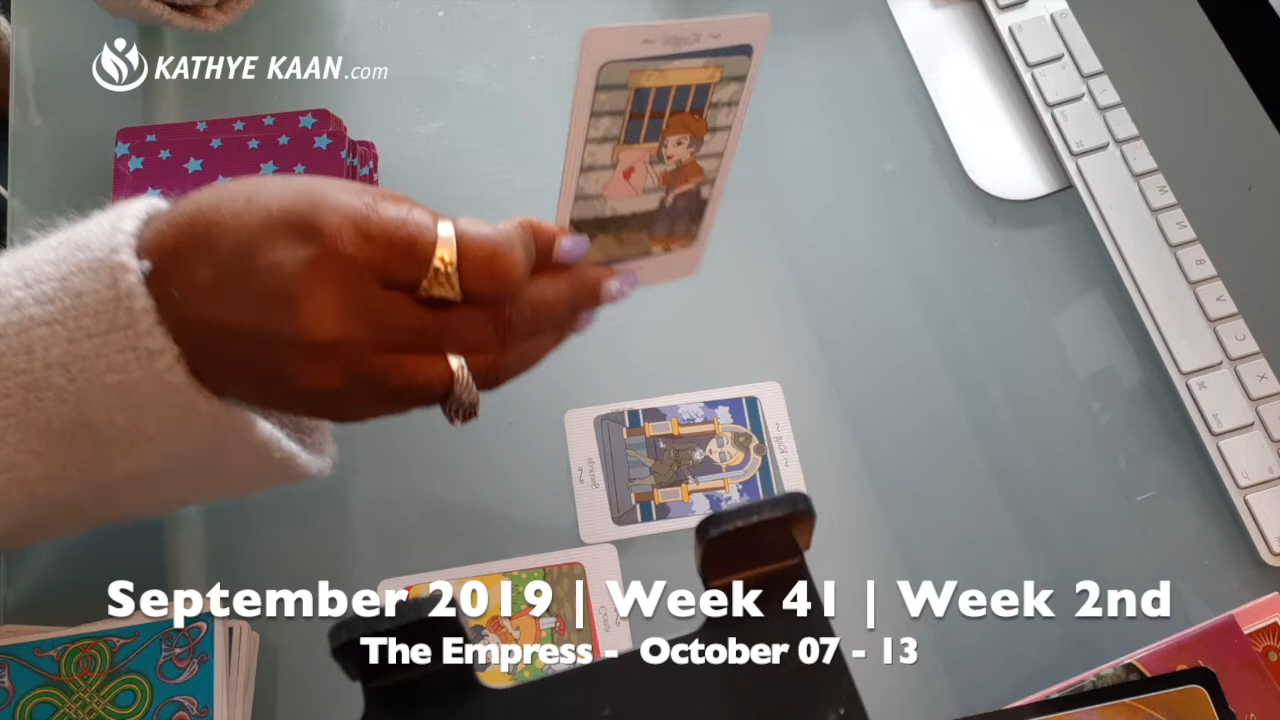 KATHYE KAAN.com
September 2019 | Week 41 | Week 2nd
The Empress - October 07 - 13